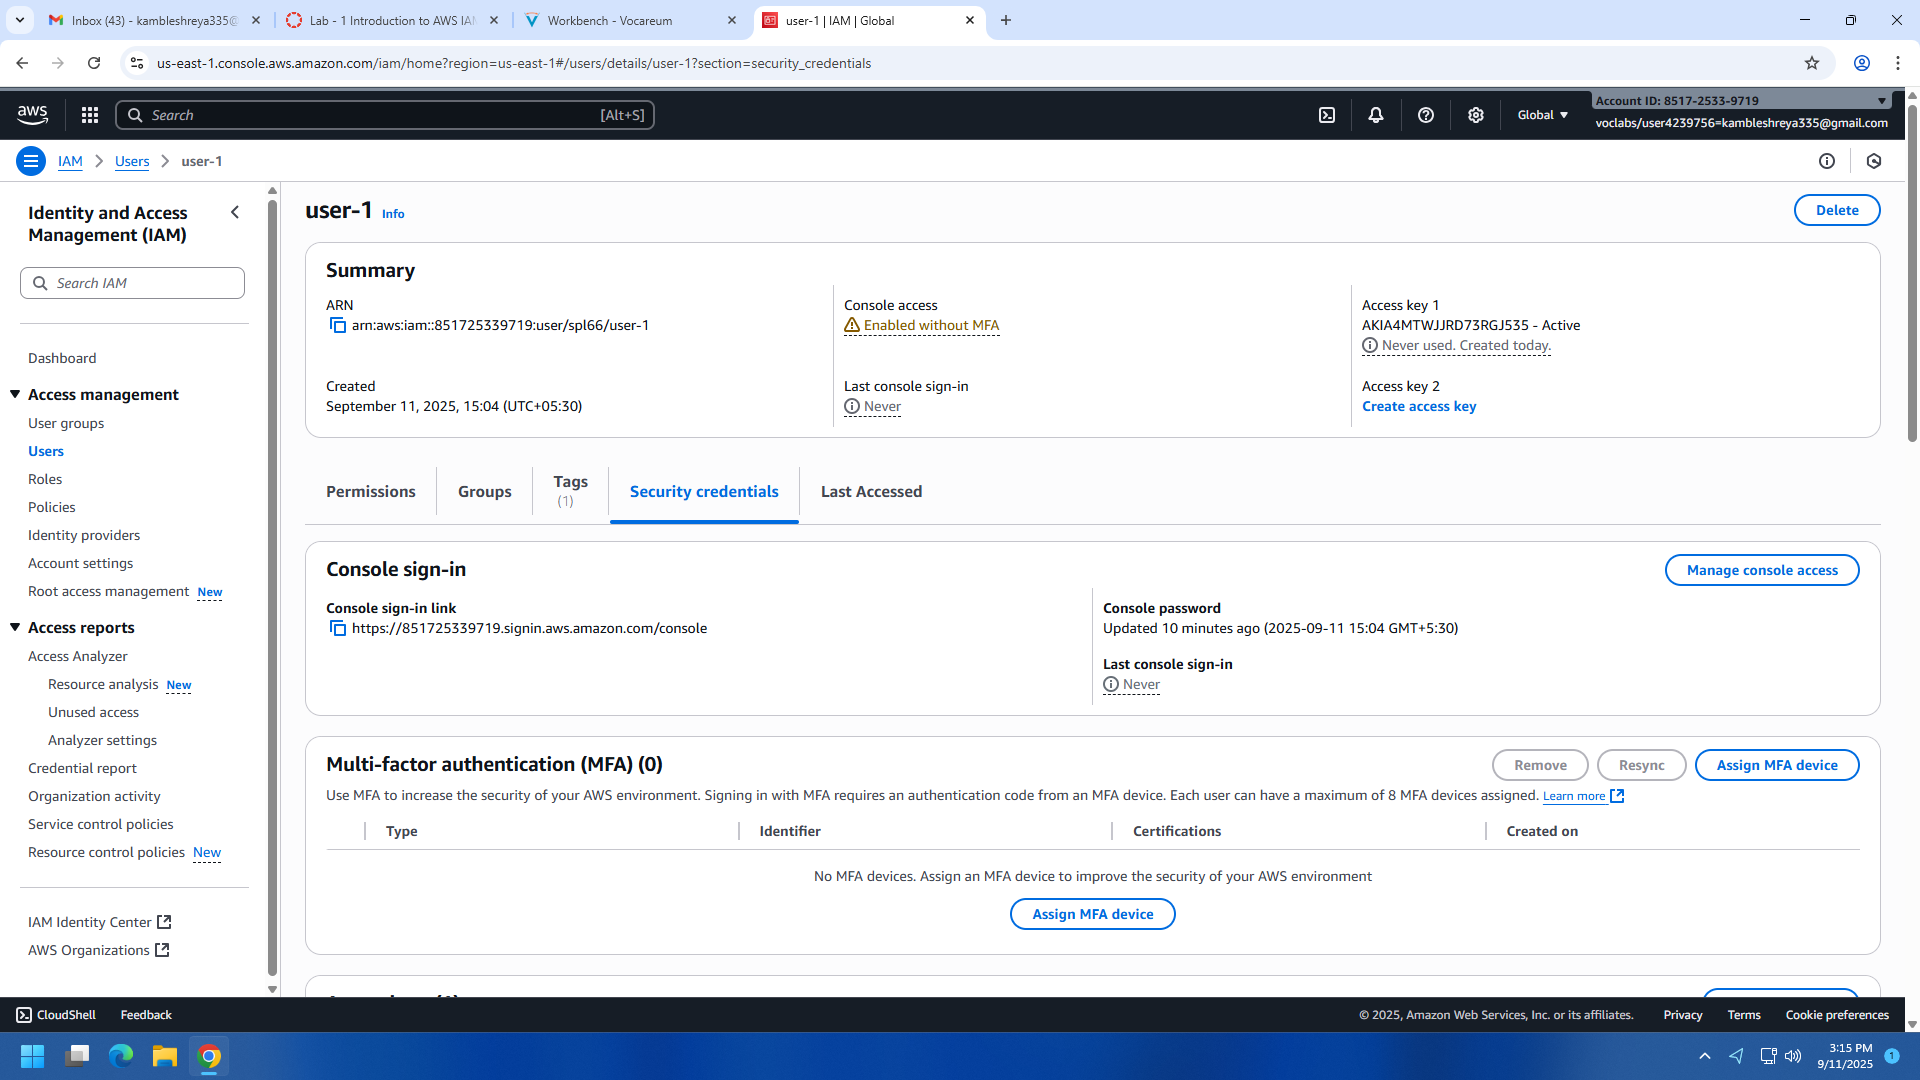 Inbox (43) - kambleshreya335@
Lab - 1 Introduction to AWS IAM
Workbench - Vocareum
user-1 | IAM | Global
us-east-1.console.aws.amazon.com/iam/home?region=us-east-1#/users/details/user-1?section=security_credentials
aws
Search
[Alt+S]
Global
Account ID: 8517-2533-9719
voclabs/user4239756=kambleshreya335@gmail.com
IAM
Users
user-1
Identity and Access
Management (IAM)
Search IAM
Dashboard
Access management
User groups
Users
Roles
Policies
Identity providers
Account settings
Root access management New
Access reports
Access Analyzer
Resource analysis New
Unused access
Analyzer settings
Credential report
Organization activity
Service control policies
Resource control policies New
IAM Identity Center
AWS Organizations
user-1 Info
Delete
Summary
ARN
arn:aws:iam::851725339719:user/spl66/user-1
Created
September 11, 2025, 15:04 (UTC+05:30)
Console access
Enabled without MFA
Last console sign-in
Never
Access key 1
AKIA4MTWJJRD73RGJ535 - Active
Never used. Created today.
Access key 2
Create access key
Permissions
Groups
Tags
(1)
Security credentials
Last Accessed
Console sign-in
Manage console access
Console sign-in link
https://851725339719.signin.aws.amazon.com/console
Console password
Updated 10 minutes ago (2025-09-11 15:04 GMT+5:30)
Last console sign-in
Never
Multi-factor authentication (MFA) (0)
Remove
Resync
Assign MFA device
Use MFA to increase the security of your AWS environment. Signing in with MFA requires an authentication code from an MFA device. Each user can have a maximum of 8 MFA devices assigned. Learn more
Type
Identifier
Certifications
Created on
No MFA devices. Assign an MFA device to improve the security of your AWS environment
Assign MFA device
CloudShell
Feedback
© 2025, Amazon Web Services, Inc. or its affiliates.
Privacy
Terms
Cookie preferences
3:15 PM
9/11/2025
1